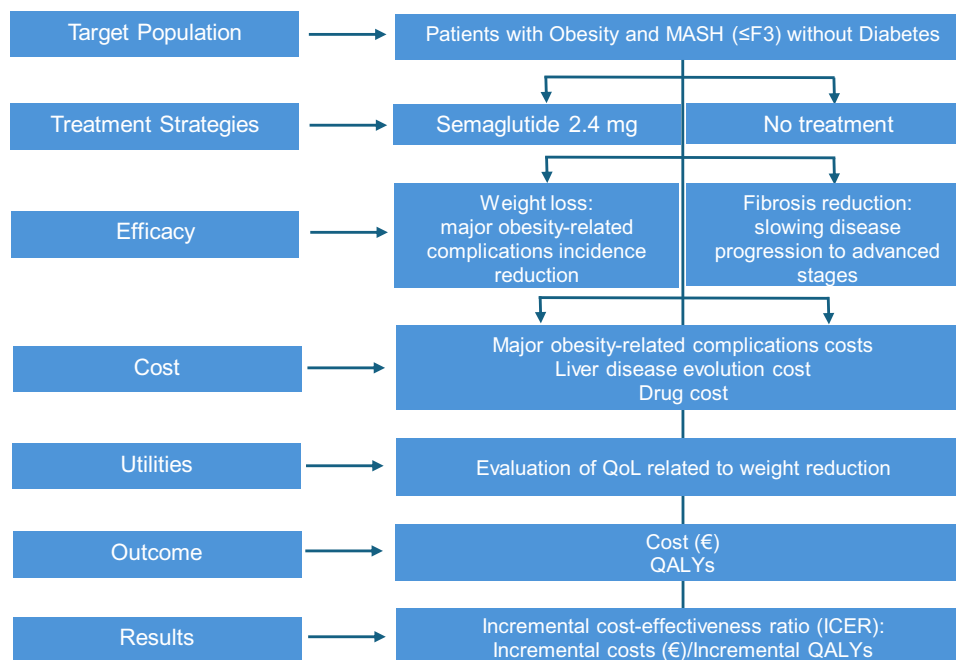 Target Population
Patients with Obesity and MASH (≤F3) without Diabetes
Treatment Strategies
Semaglutide 2.4 mg
No treatment
Efficacy
Weight loss:
major obesity-related
complications incidence
reduction
Fibrosis reduction:
slowing disease
progression to advanced
stages
Cost
Major obesity-related complications costs
Liver disease evolution cost
Drug cost
Utilities
Evaluation of QoL related to weight reduction
Outcome
Cost (€)
QALYs
Results
Incremental cost-effectiveness ratio (ICER):
Incremental costs (€)/Incremental QALYs